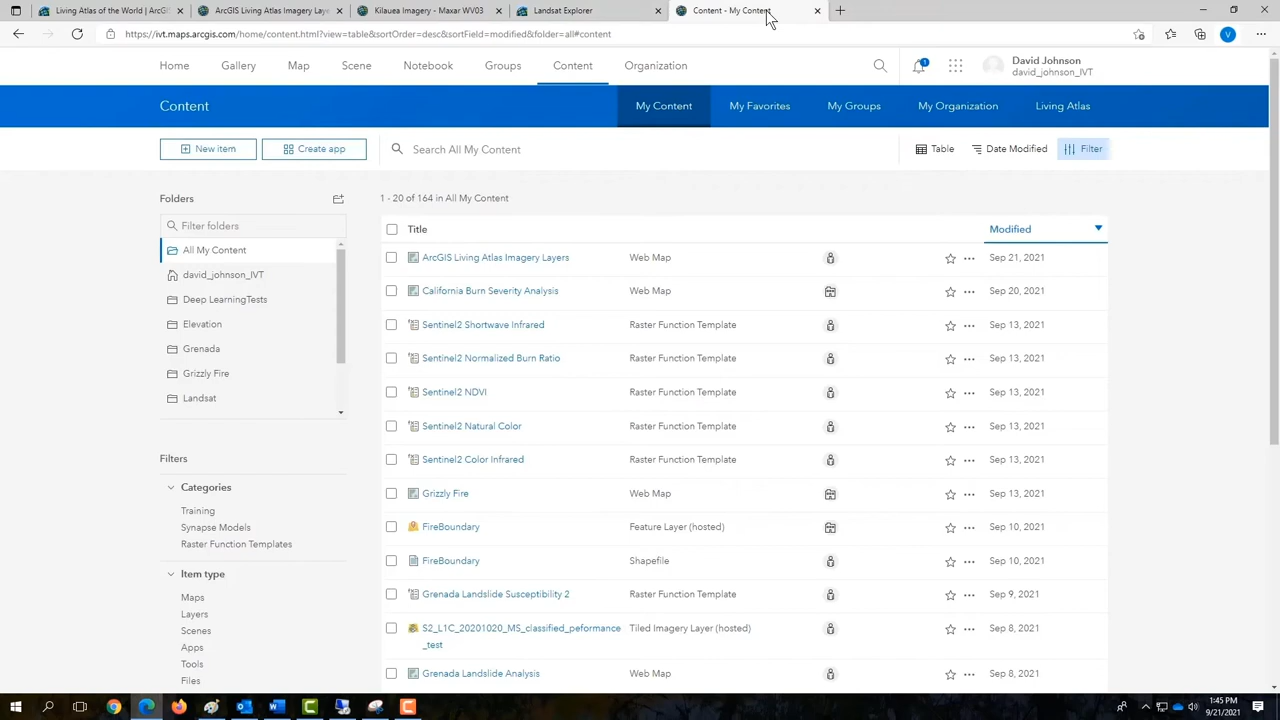 Living Atlas of the World | ArcGI
ArcGIS Living Atlas Imagery Laye
Kilauea Imagery - Maxar WV03
Landsat Explorer
Content - My Content
https://ivt.maps.arcgis.com/home/content.html?view=table&sortOrder=desc&sortField=modified&folder=all#content
V
Home Gallery Map Scene Notebook Groups Content Organization
1
David Johnson
david_johnson_IVT
Content
My Content My Favorites My Groups My Organization Living Atlas
New item Create app
Search All My Content
Table Date Modified Filter
Folders
Filter folders
All My Content
david_johnson_IVT
Deep LearningTests
Elevation
Grenada
Grizzly Fire
Landsat
Filters
Categories
Training
Synapse Models
Raster Function Templates
Item type
Maps
Layers
Scenes
Apps
Tools
Files
1 - 20 of 164 in All My Content
Title Modified
ArcGIS Living Atlas Imagery Layers Web Map Sep 21, 2021
California Burn Severity Analysis Web Map Sep 20, 2021
Sentinel2 Shortwave Infrared Raster Function Template Sep 13, 2021
Sentinel2 Normalized Burn Ratio Raster Function Template Sep 13, 2021
Sentinel2 NDVI Raster Function Template Sep 13, 2021
Sentinel2 Natural Color Raster Function Template Sep 13, 2021
Sentinel2 Color Infrared Raster Function Template Sep 13, 2021
Grizzly Fire Web Map Sep 13, 2021
FireBoundary Feature Layer (hosted) Sep 10, 2021
FireBoundary Shapefile Sep 10, 2021
Grenada Landslide Susceptibility 2 Raster Function Template Sep 9, 2021
S2_L1C_20201020_MS_classified_peformance Tiled Imagery Layer (hosted) Sep 8, 2021
_test
Grenada Landslide Analysis Web Map Sep 8, 2021
1:45 PM
9/21/2021